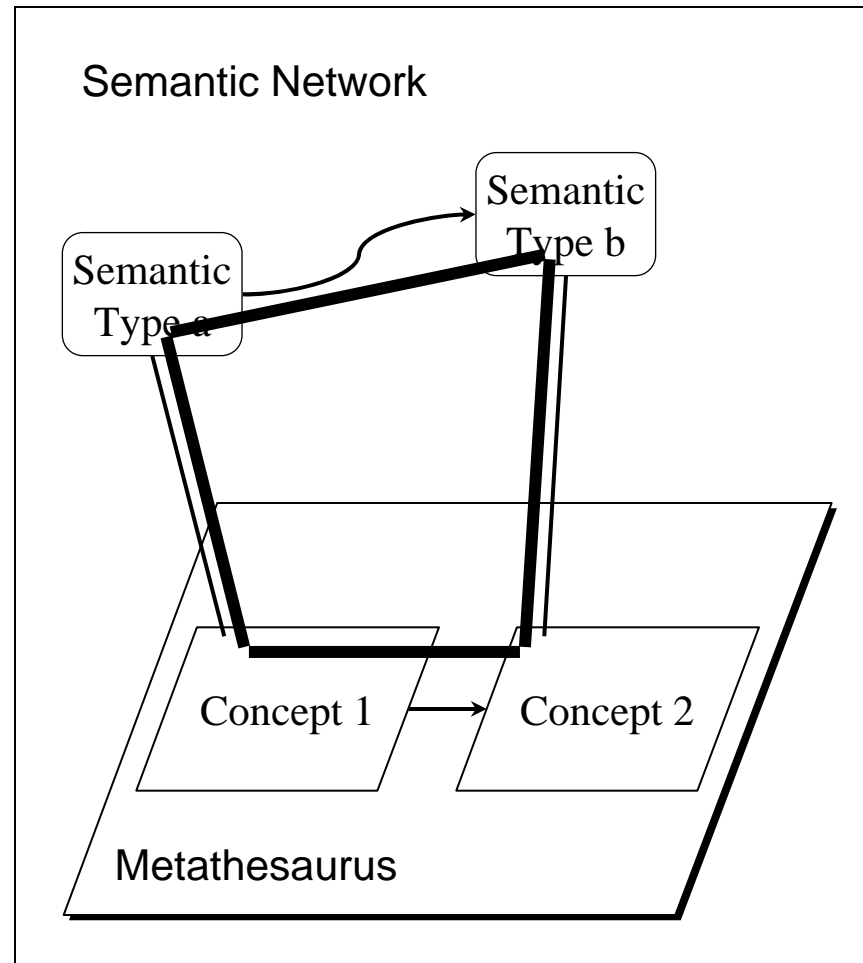 Semantic Network
Semantic
Type b
Semantic
Type a
Concept 1
Concept 2
Metathesaurus